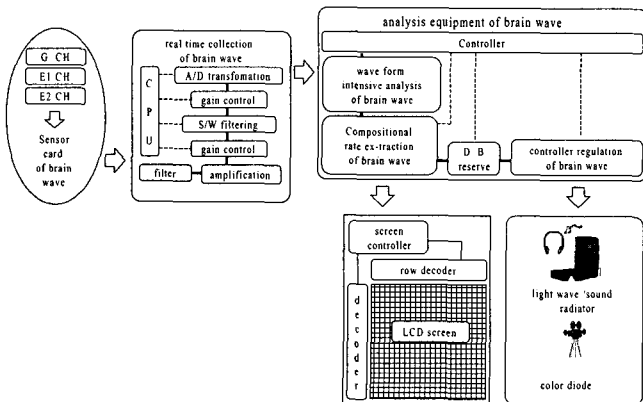 G CH
E1 CH
E2 CH
Sensor
card
of brain
wave
real time collection
of brain
wave
C
P
U
A/D transfomation
gain control
S/W filtering
gain control
filter
amplification
analysis equipment of brain wave
Controller
wave form
intensive analysis
of brain wave
Compositional
rate ex-traction
of brain wave
D B
reserve
controller regulation
of brain wave
screen
controller
row decoder
decoder
LCD screen
light wave 'sound
radiator
color diode